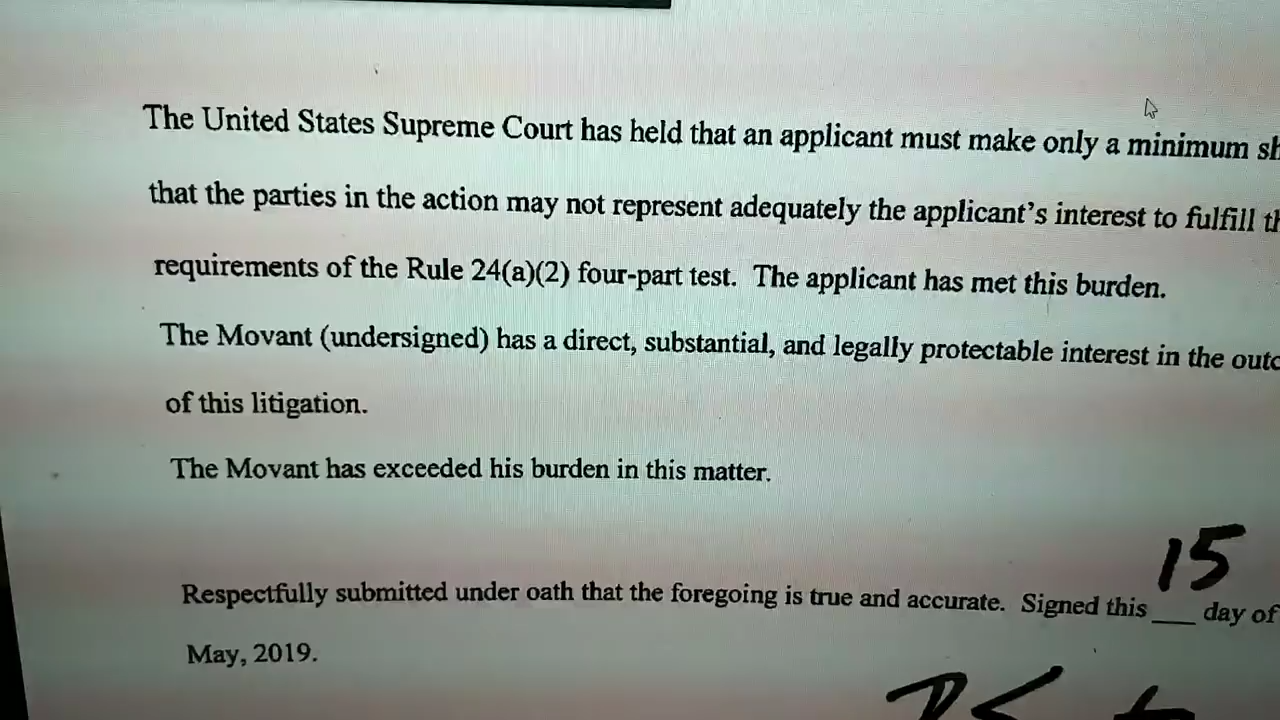 The United States Supreme Court has held that an applicant must make only a minimum
that the parties in the action may not represent adequately the applicant's interest to fulfill
requirements of the Rule 24(a)(2) four-part test. The applicant has met this burden.
The Movant (undersigned) has a direct, substantial, and legally protectable interest in the
of this litigation.
The Movant has exceeded his burden in this matter.
15
Respectfully submitted under oath that the foregoing is true and accurate. Signed this ___ day of
May, 2019.